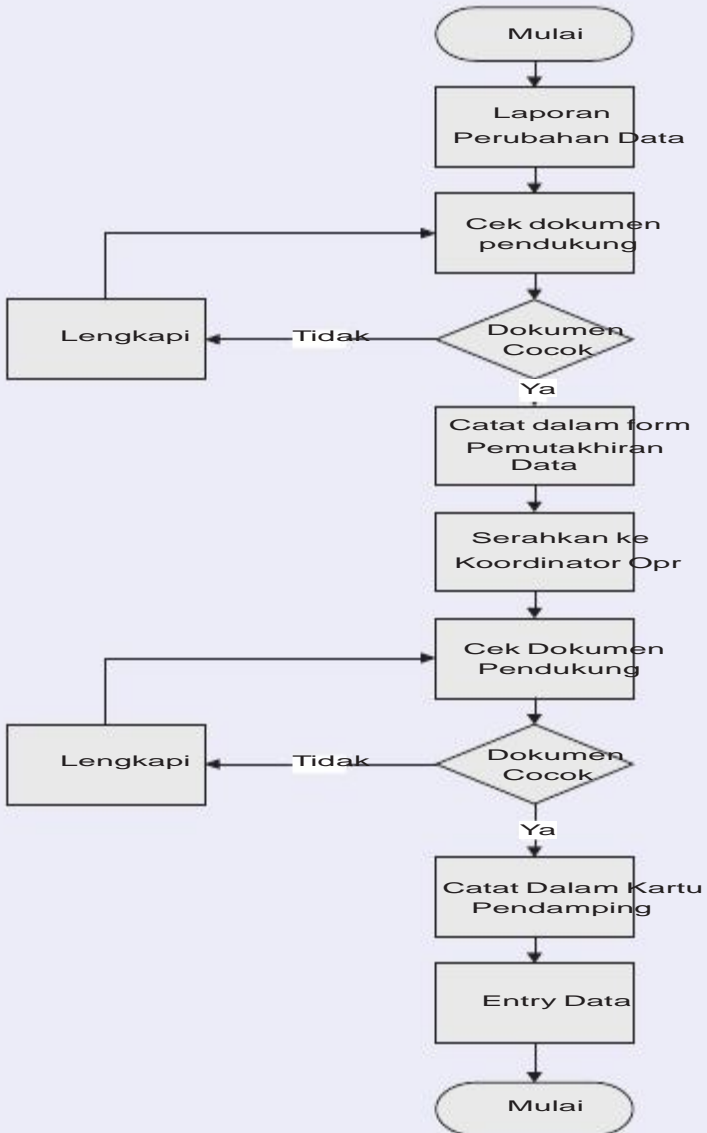 Mulai
Laporan
Perubahan Data
Cek dokumen
pendukung
Lengkapi
Tidak
Dokumen
Cocok
Ya
Catat dalam form
Pemutakhiran
Data
Serahkan ke
Koordinator Opr
Cek Dokumen
Pendukung
Lengkapi
Tidak
Dokumen
Cocok
Ya
Catat Dalam Kartu
Pendamping
Entry Data
Mulai